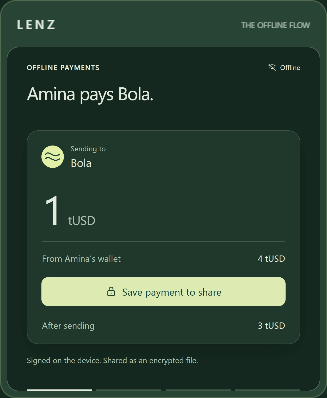 LENZ
THE OFFLINE FLOW
OFFLINE PAYMENTS
Offline
Amina pays Bola.
Sending to
Bola
1 tUSD
From Amina's wallet 4 tUSD
Save payment to share
After sending 3 tUSD
Signed on the device. Shared as an encrypted file.